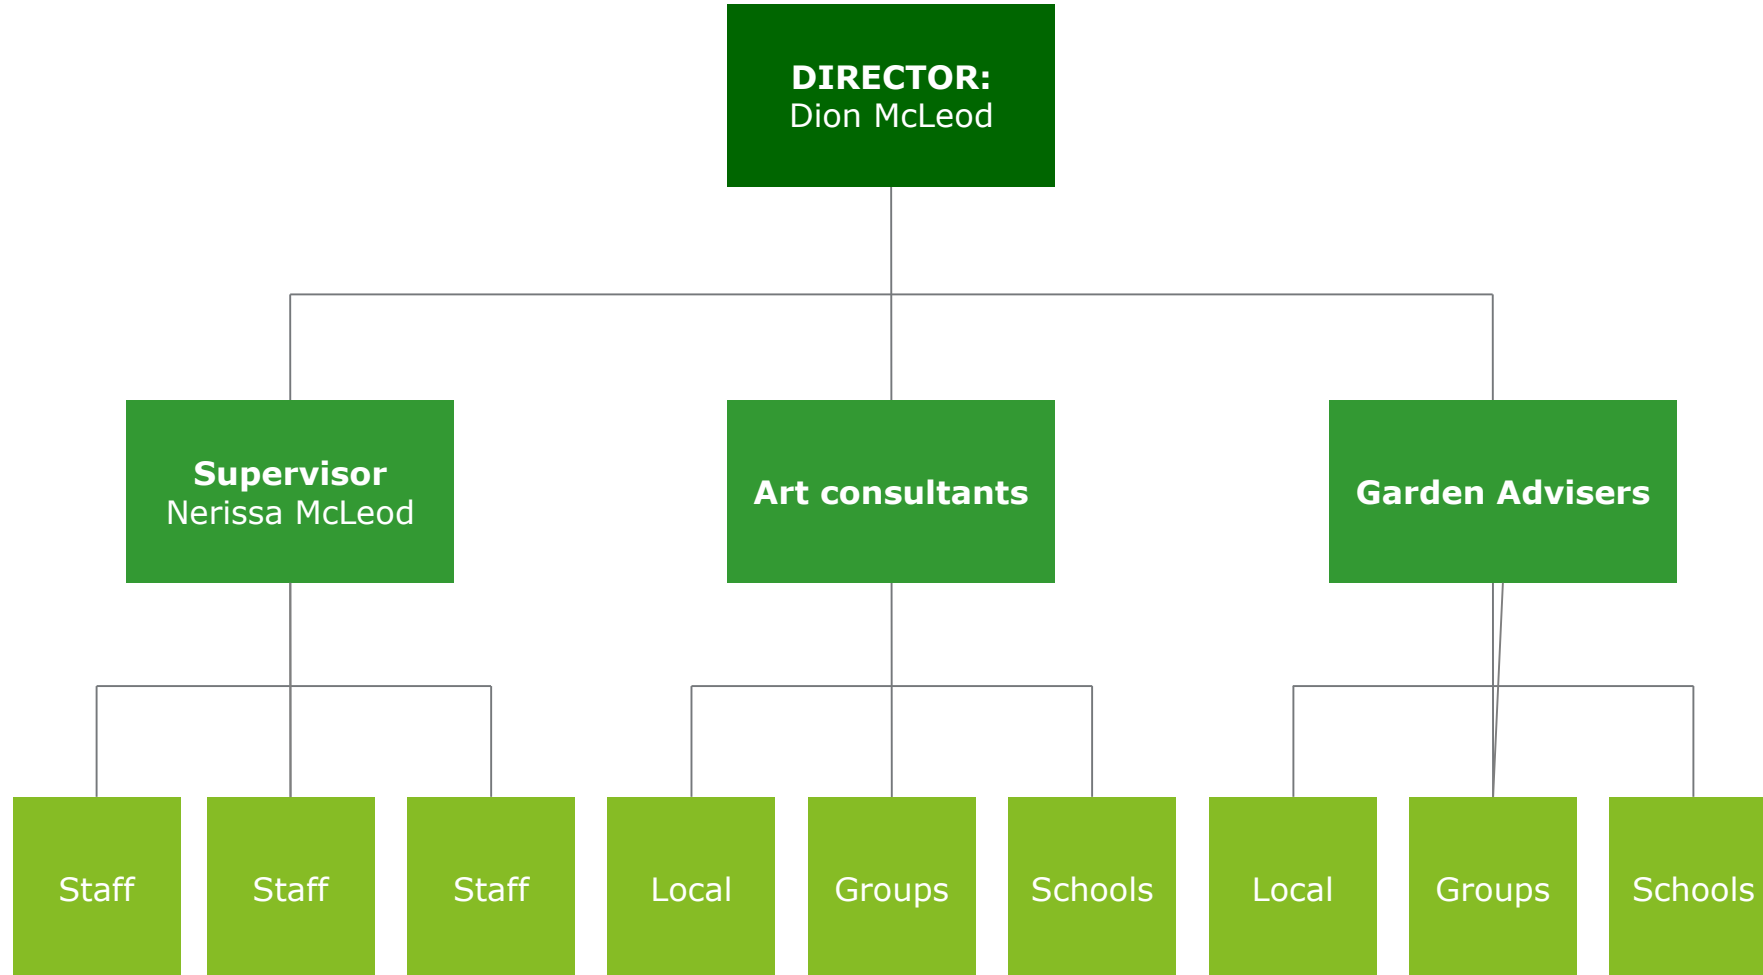 DIRECTOR:
Dion McLeod
Supervisor
Nerissa McLeod
Art consultants
Garden Advisers
Staff
Staff
Staff
Local
Groups
Schools
Local
Groups
Schools